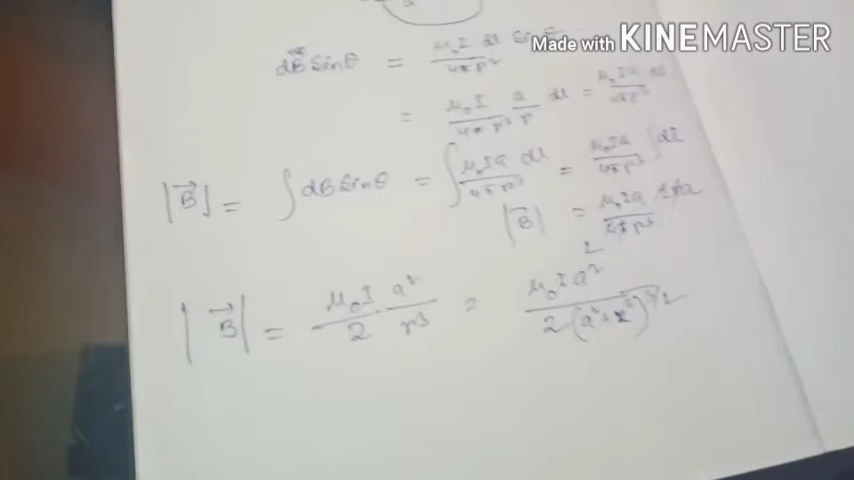 a
Made with KINEMASTER
dB⃗ Sinθ = μ₀I dl Sinθ / 4πr²
= μ₀I / 4πr² a / r dl = μ₀Ia dl / 4πr³
|B⃗| = ∫ dB Sinθ = ∫ μ₀Ia dl / 4πr³ = μ₀Ia / 4πr³ ∫ dl
|B⃗| = μ₀Ia 2πa / 4πr³
2
|B⃗| = μ₀I / 2 a² / r³ = μ₀Ia² / 2(a²+x²)^3/2